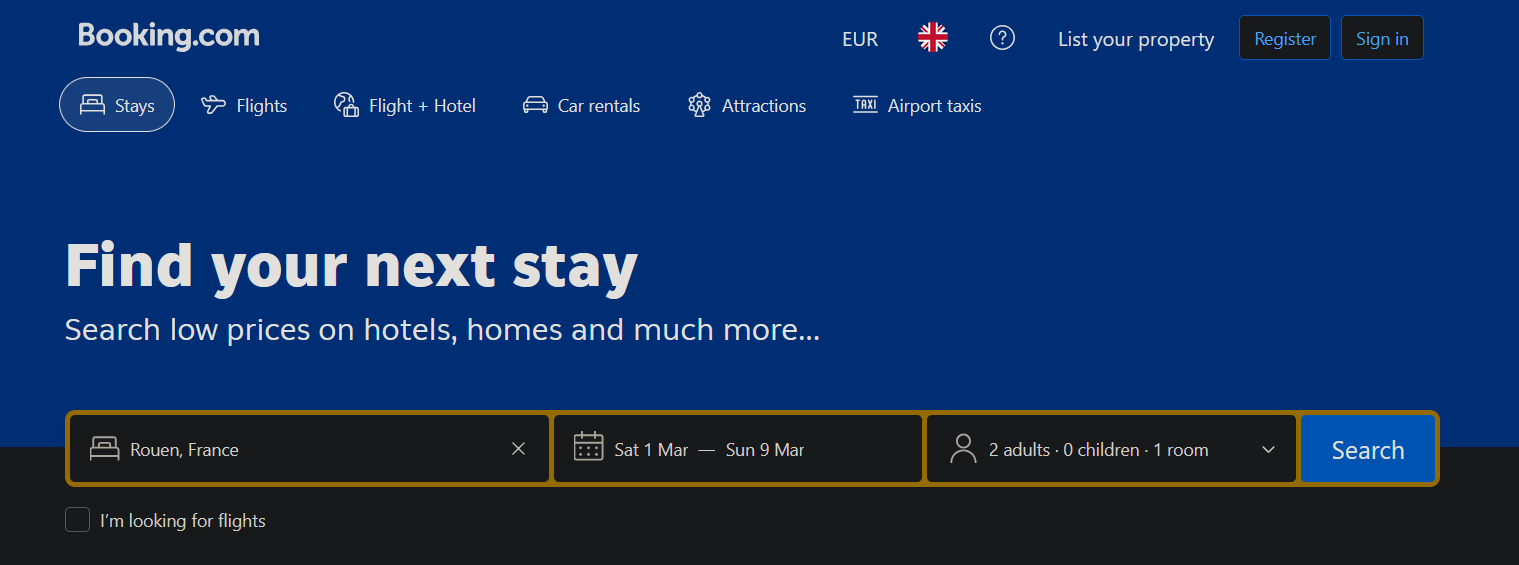 Booking.com
EUR
List your property
Register
Sign in
Stays
Flights
Flight + Hotel
Car rentals
Attractions
TAXI Airport taxis
Find your next stay
Search low prices on hotels, homes and much more...
Rouen, France
Sat 1 Mar — Sun 9 Mar
2 adults · 0 children · 1 room
Search
I'm looking for flights